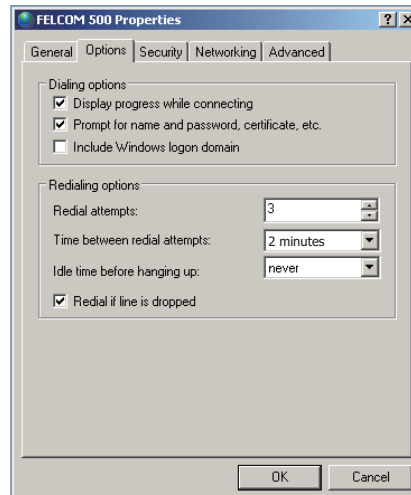 FELCOM 500 Properties
General Options Security Networking Advanced
Dialing options
Display progress while connecting
Prompt for name and password, certificate, etc.
Include Windows logon domain
Redialing options
Redial attempts: 3
Time between redial attempts: 2 minutes
Idle time before hanging up: never
Redial if line is dropped
OK Cancel